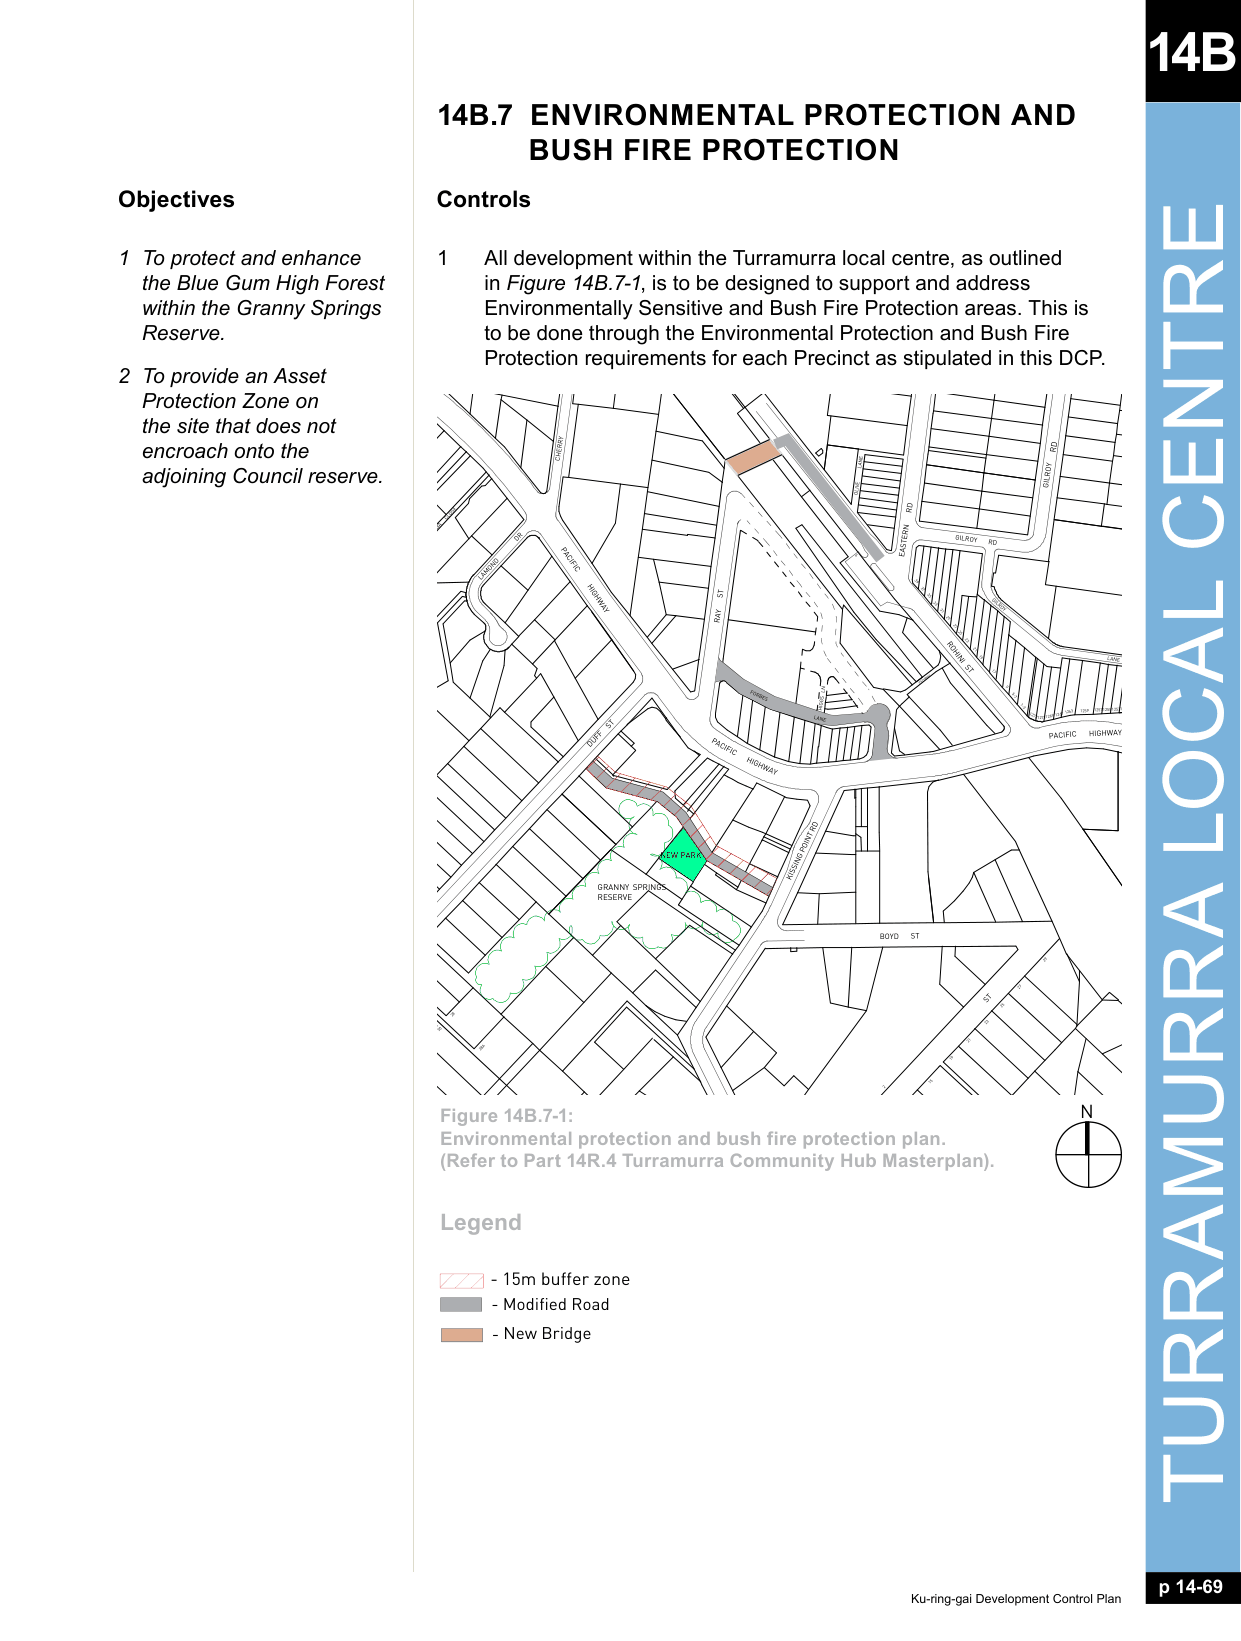 14B
14B.7 ENVIRONMENTAL PROTECTION AND
BUSH FIRE PROTECTION
Objectives
1 To protect and enhance
the Blue Gum High Forest
within the Granny Springs
Reserve.
2 To provide an Asset
Protection Zone on
the site that does not
encroach onto the
adjoining Council reserve.
Controls
1 All development within the Turramurra local centre, as outlined
in Figure 14B.7-1, is to be designed to support and address
Environmentally Sensitive and Bush Fire Protection areas. This is
to be done through the Environmental Protection and Bush Fire
Protection requirements for each Precinct as stipulated in this DCP.
CHERRY
LANE
GILROY RD
EASTERN RD
GILROY RD
LAMOND DR
PACIFIC HIGHWAY
RAY ST
ROHINI ST
LANE
FORBES LANE
DUFF ST
PACIFIC HIGHWAY
PACIFIC HIGHWAY
KISSING POINT RD
NEW PARK
GRANNY SPRINGS
RESERVE
BOYD ST
ST
Figure 14B.7-1:
Environmental protection and bush fire protection plan.
(Refer to Part 14R.4 Turramurra Community Hub Masterplan).
N
Legend
- 15m buffer zone
- Modified Road
- New Bridge
TURRAMURRA LOCAL CENTRE
Ku-ring-gai Development Control Plan
p 14-69